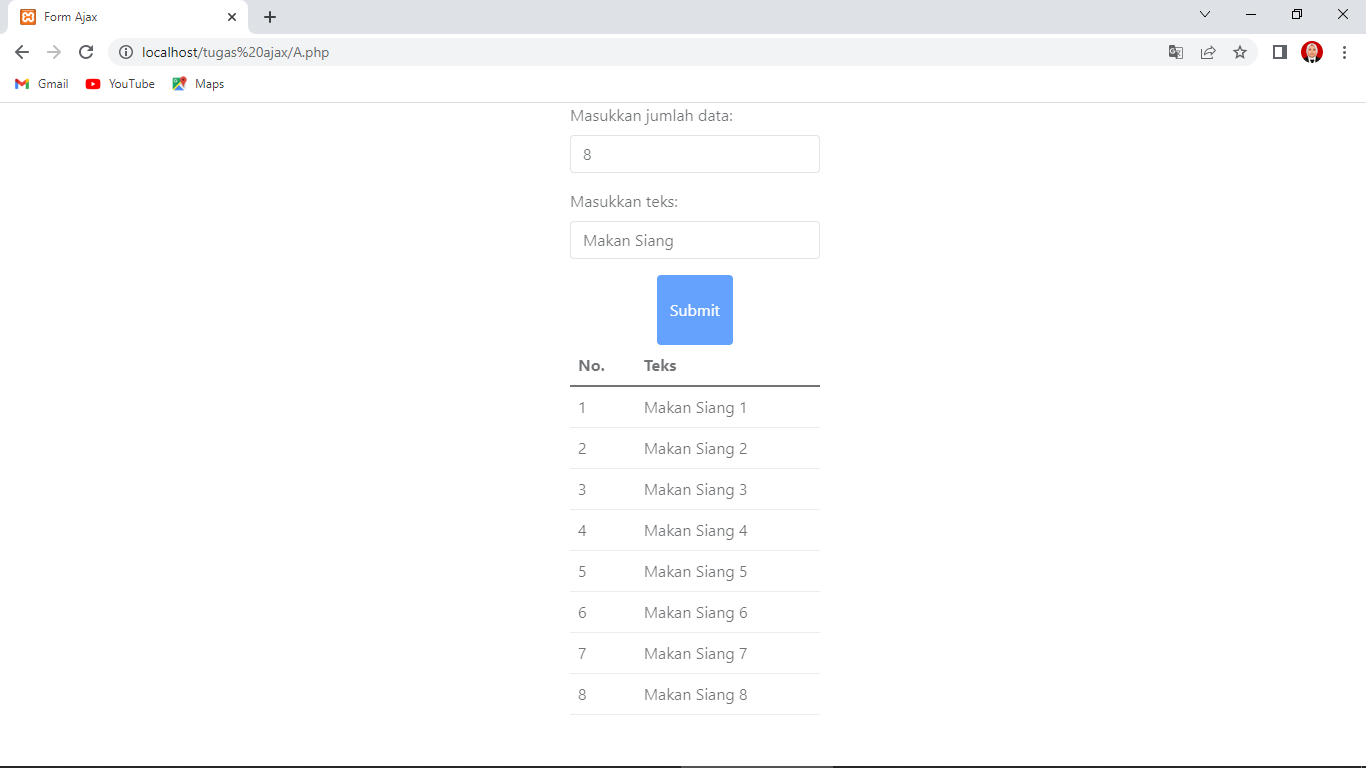 Form Ajax
localhost/tugas%20ajax/A.php
Gmail YouTube Maps
Masukkan jumlah data:
8
Masukkan teks:
Makan Siang
Submit
No. Teks
1 Makan Siang 1
2 Makan Siang 2
3 Makan Siang 3
4 Makan Siang 4
5 Makan Siang 5
6 Makan Siang 6
7 Makan Siang 7
8 Makan Siang 8